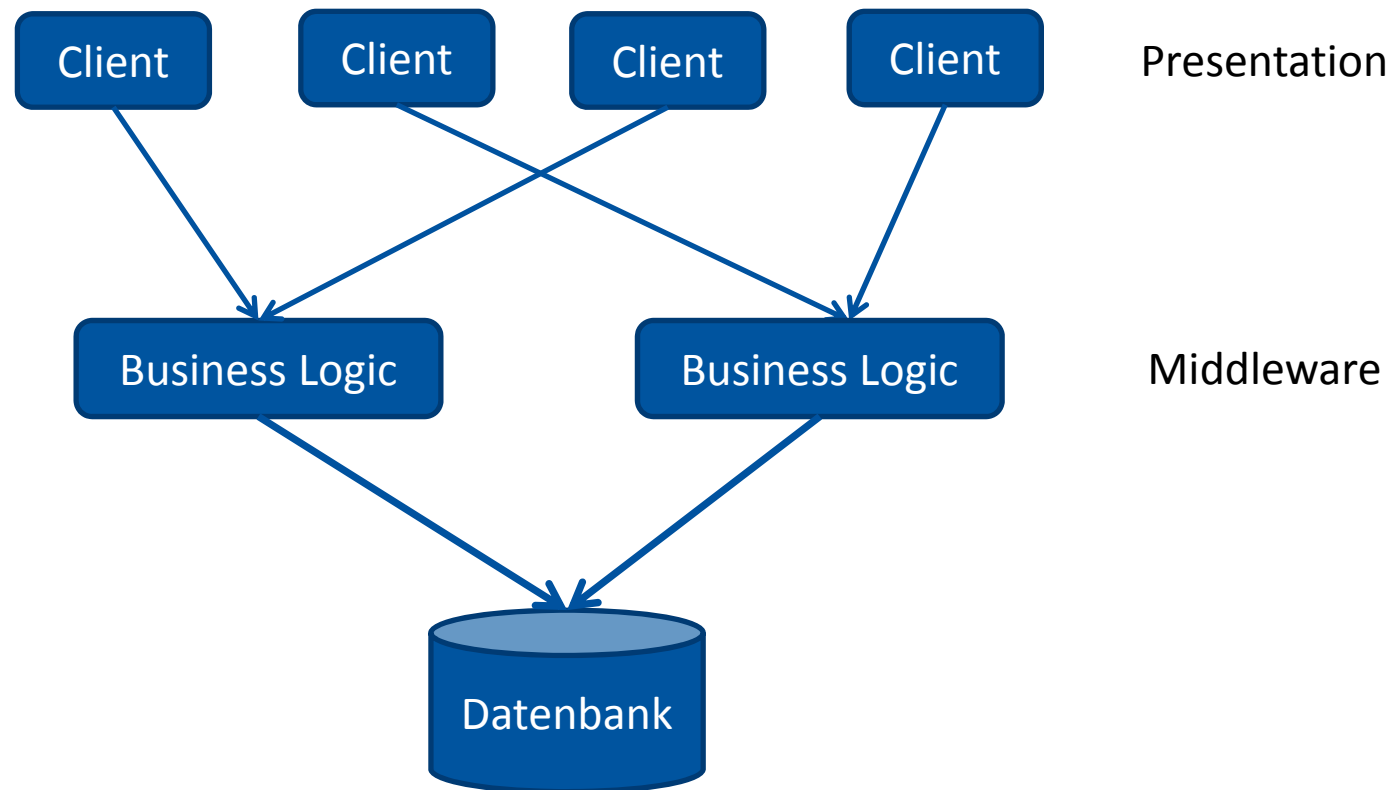 Client
Client
Client
Client
Presentation
Business Logic
Business Logic
Middleware
Datenbank